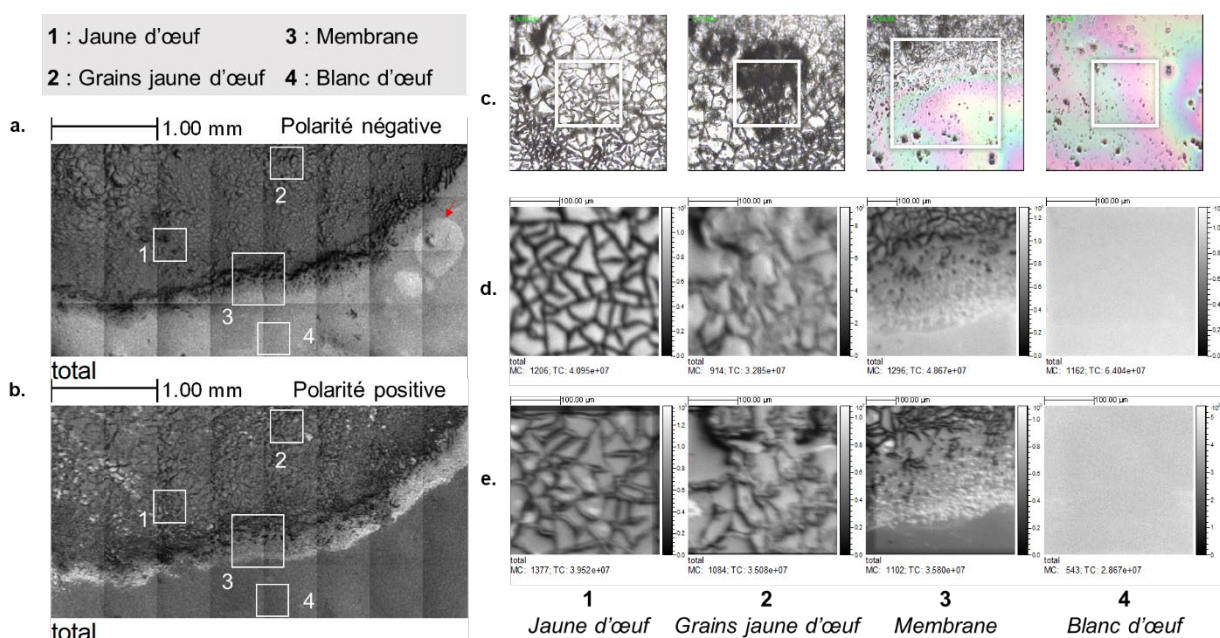 1 : Jaune d'œuf
3 : Membrane
2 : Grains jaune d'œuf
4 : Blanc d'œuf
a.
1.00 mm
Polarité négative
2
1
3
4
total
b.
1.00 mm
Polarité positive
2
1
3
4
total
c.
d.
100.00 µm
100.00 µm
100.00 µm
100.00 µm
total
MC: 1206; TC: 4.095e+07
total
MC: 914; TC: 3.285e+07
total
MC: 1296; TC: 4.867e+07
total
MC: 1162; TC: 6.404e+07
e.
100.00 µm
100.00 µm
100.00 µm
100.00 µm
total
MC: 1377; TC: 3.952e+07
total
MC: 1084; TC: 3.508e+07
total
MC: 1102; TC: 3.580e+07
total
MC: 543; TC: 2.867e+07
1
2
3
4
Jaune d'œuf
Grains jaune d'œuf
Membrane
Blanc d'œuf